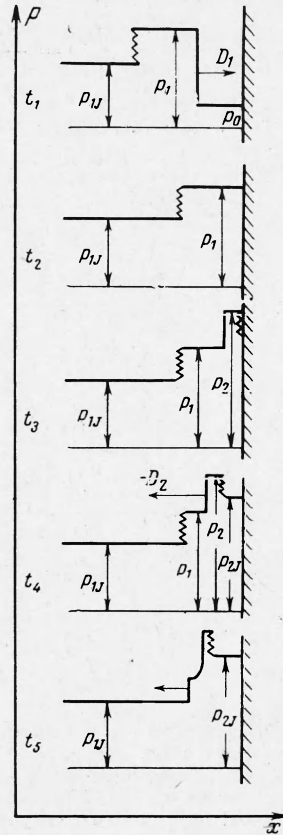 p
t₁ p₁J p₁ D₁ p₀
t₂ p₁J p₁
t₃ p₁J p₁ p₂
t₄ p₁J p₁ -D₂ p₂ p₂J
t₅ p₁J p₂J
x